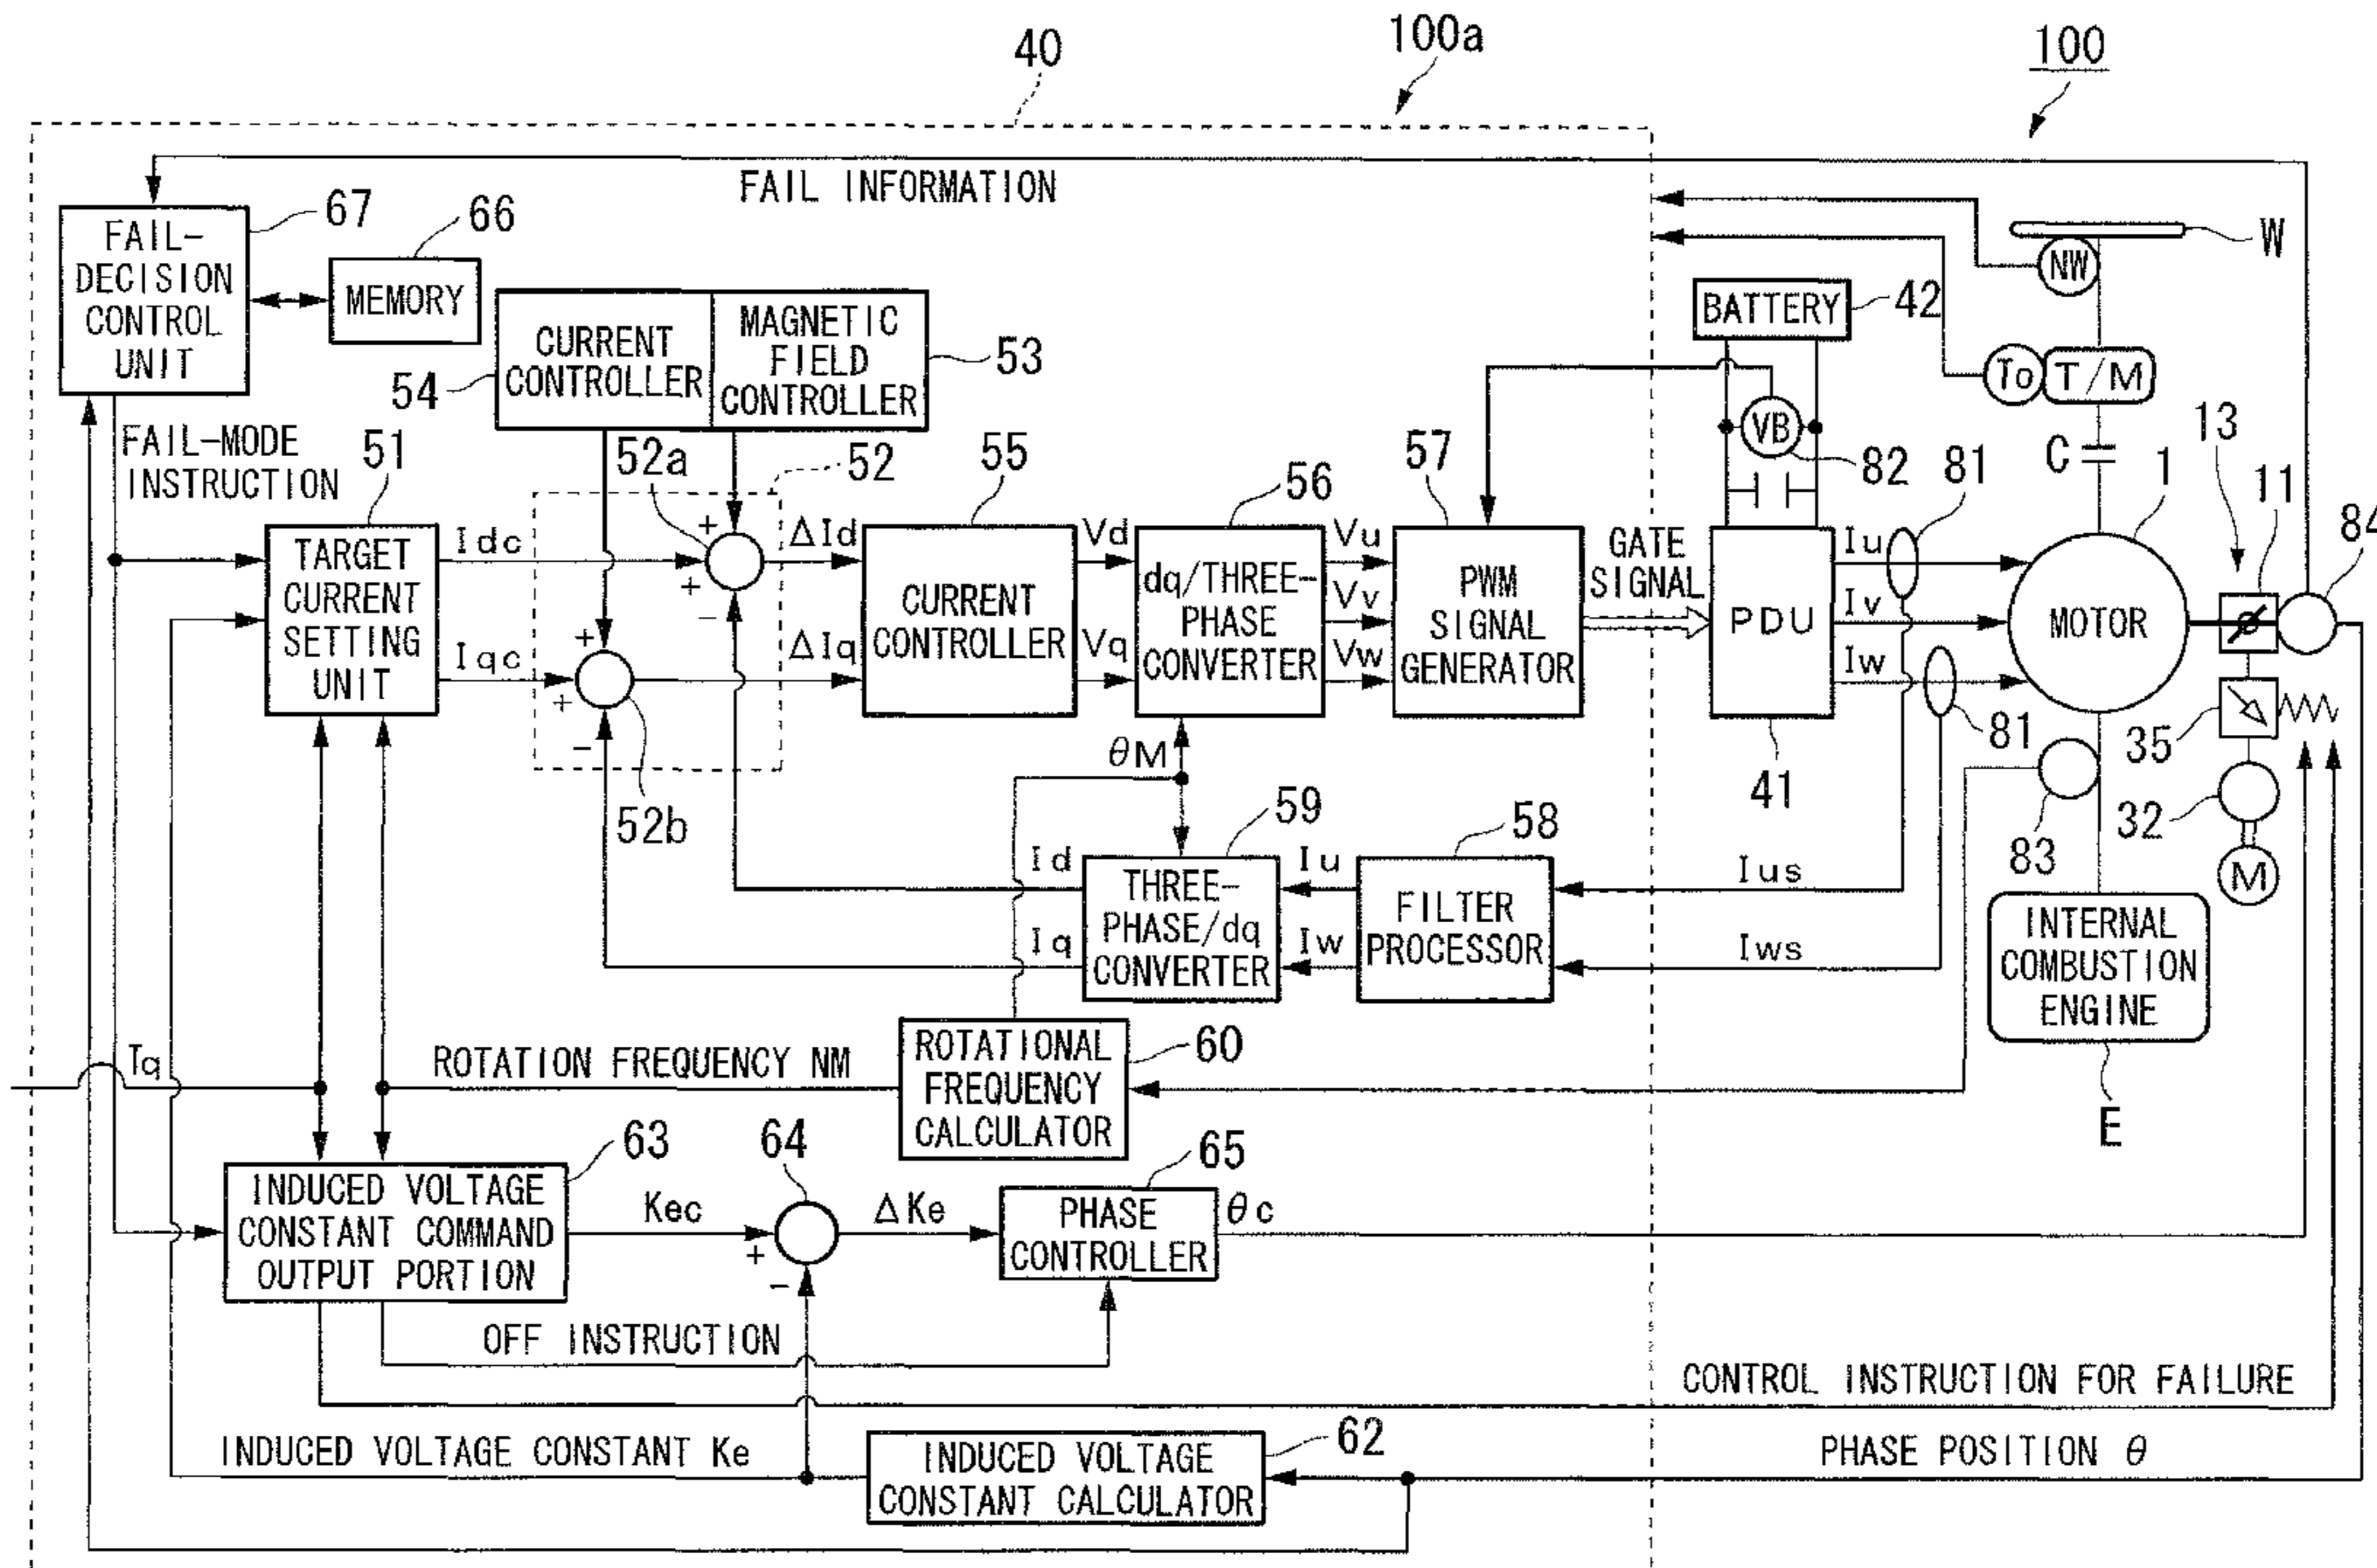 40
100a
100
FAIL INFORMATION
67
66
FAIL-
DECISION
CONTROL
UNIT
MEMORY
CURRENT
CONTROLLER
MAGNETIC
FIELD
CONTROLLER
54
53
BATTERY
42
NW
W
To
T/M
VB
82
C
13
11
1
84
FAIL-MODE
INSTRUCTION
51
52a
52
55
56
57
81
TARGET
CURRENT
SETTING
UNIT
Idc
Iqc
+
+
-
+
+
-
52b
ΔId
ΔIq
CURRENT
CONTROLLER
Vd
Vq
dq/THREE-
PHASE
CONVERTER
Vu
Vv
Vw
PWM
SIGNAL
GENERATOR
GATE
SIGNAL
PDU
41
Iu
Iv
Iw
81
MOTOR
35
32
M
83
θM
59
58
Id
Iq
THREE-
PHASE/dq
CONVERTER
Iu
Iw
FILTER
PROCESSOR
Ius
Iws
INTERNAL
COMBUSTION
ENGINE
E
Tq
ROTATION FREQUENCY NM
ROTATIONAL
FREQUENCY
CALCULATOR
60
63
64
65
INDUCED VOLTAGE
CONSTANT COMMAND
OUTPUT PORTION
Kec
+
-
ΔKe
PHASE
CONTROLLER
θc
OFF INSTRUCTION
CONTROL INSTRUCTION FOR FAILURE
INDUCED VOLTAGE CONSTANT Ke
INDUCED VOLTAGE
CONSTANT CALCULATOR
62
PHASE POSITION θ